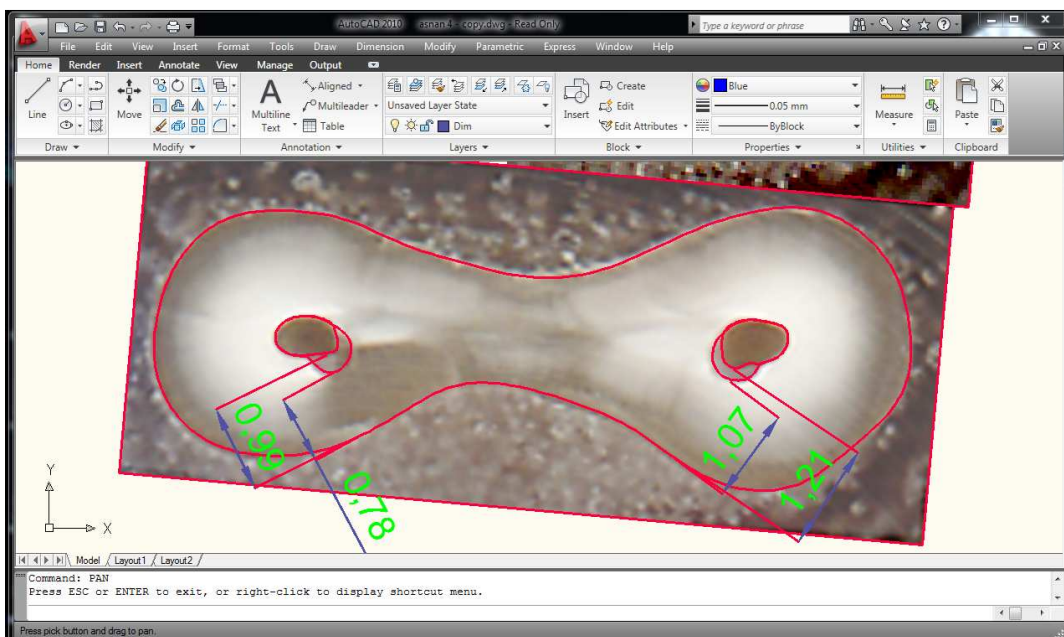 AutoCAD 2010 asnan 4 - copy.dwg - Read Only
Type a keyword or phrase
File Edit View Insert Format Tools Draw Dimension Modify Parametric Express Window Help
Home Render Insert Annotate View Manage Output
Line
Move
A
Multiline
Text
Aligned
Multileader
Table
Unsaved Layer State
Dim
Insert
Create
Edit
Edit Attributes
Blue
0.05 mm
ByBlock
Measure
Paste
Draw Modify Annotation Layers Block Properties Utilities Clipboard
0,99
0,78
1,07
1,21
Y
X
Model Layout1 Layout2
Command: PAN
Press ESC or ENTER to exit, or right-click to display shortcut menu.
Press pick button and drag to pan.